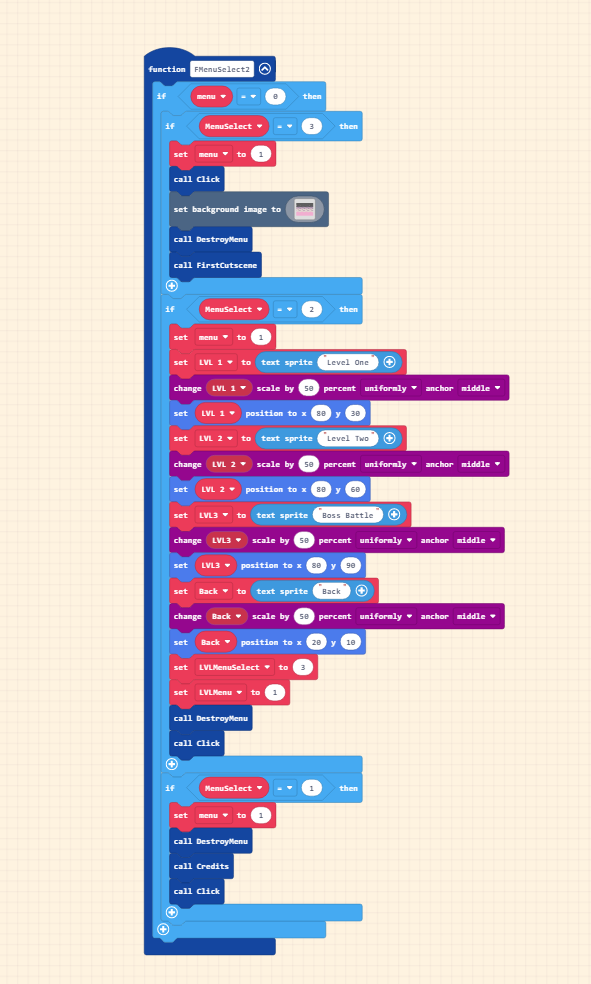 function FMenuSelect2
if menu = 0 then
if MenuSelect = 3 then
set menu to 1
call Click
set background image to
call DestroyMenu
call FirstCutscene
if MenuSelect = 2 then
set menu to 1
set LVL 1 to text sprite "Level One"
change LVL 1 scale by 50 percent uniformly anchor middle
set LVL 1 position to x 80 y 30
set LVL 2 to text sprite "Level Two"
change LVL 2 scale by 50 percent uniformly anchor middle
set LVL 2 position to x 80 y 60
set LVL3 to text sprite "Boss Battle"
change LVL3 scale by 50 percent uniformly anchor middle
set LVL3 position to x 80 y 90
set Back to text sprite "Back"
change Back scale by 50 percent uniformly anchor middle
set Back position to x 20 y 10
set LVLMenuSelect to 3
set LVLMenu to 1
call DestroyMenu
call Click
if MenuSelect = 1 then
set menu to 1
call DestroyMenu
call Credits
call Click